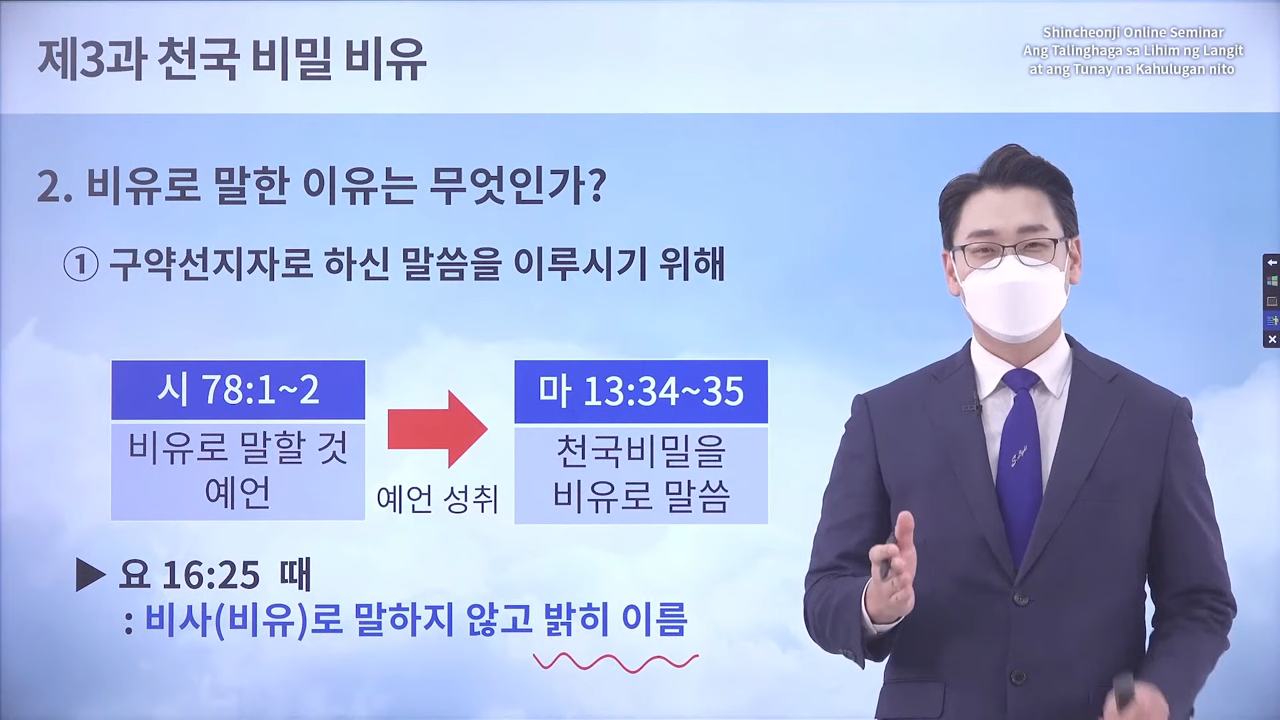 제3과 천국 비밀 비유
Shincheonji Online Seminar
Ang Talinghaga sa Lihim ng Langit
at ang Tunay na Kahulugan nito
2. 비유로 말한 이유는 무엇인가?
① 구약선지자로 하신 말씀을 이루시기 위해
시 78:1~2
비유로 말할 것
예언
예언 성취
마 13:34~35
천국비밀을
비유로 말씀
▶ 요 16:25 때
: 비사(비유)로 말하지 않고 밝히 이름